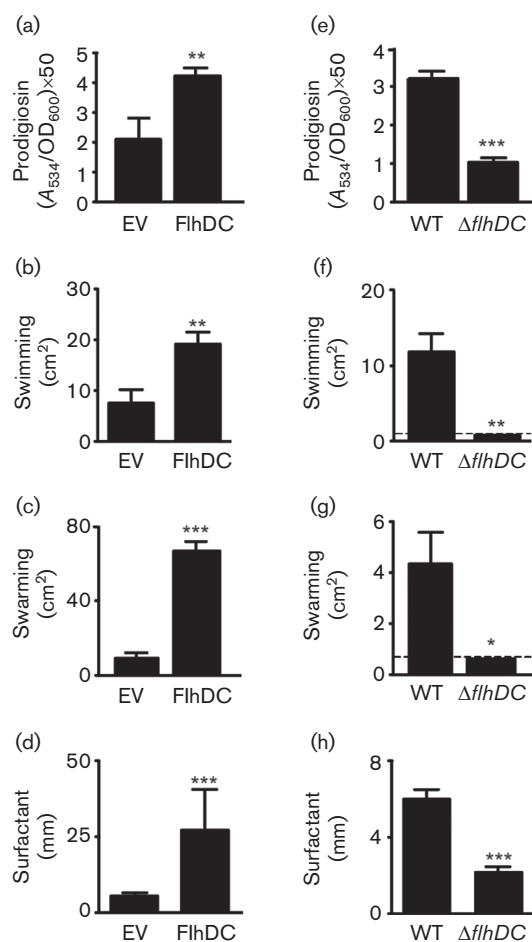 (a)
Prodigiosin
(A534/OD600)×50
5
4
3
2
1
0
**
EV
FlhDC
(e)
Prodigiosin
(A534/OD600)×50
4
3
2
1
0
***
WT
ΔflhDC
(b)
Swimming
(cm²)
30
20
10
0
**
EV
FlhDC
(f)
Swimming
(cm²)
20
10
0
**
WT
ΔflhDC
(c)
Swarming
(cm²)
80
40
0
***
EV
FlhDC
(g)
Swarming
(cm²)
6
4
2
0
*
WT
ΔflhDC
(d)
Surfactant
(mm)
50
25
0
***
EV
FlhDC
(h)
Surfactant
(mm)
8
4
0
***
WT
ΔflhDC